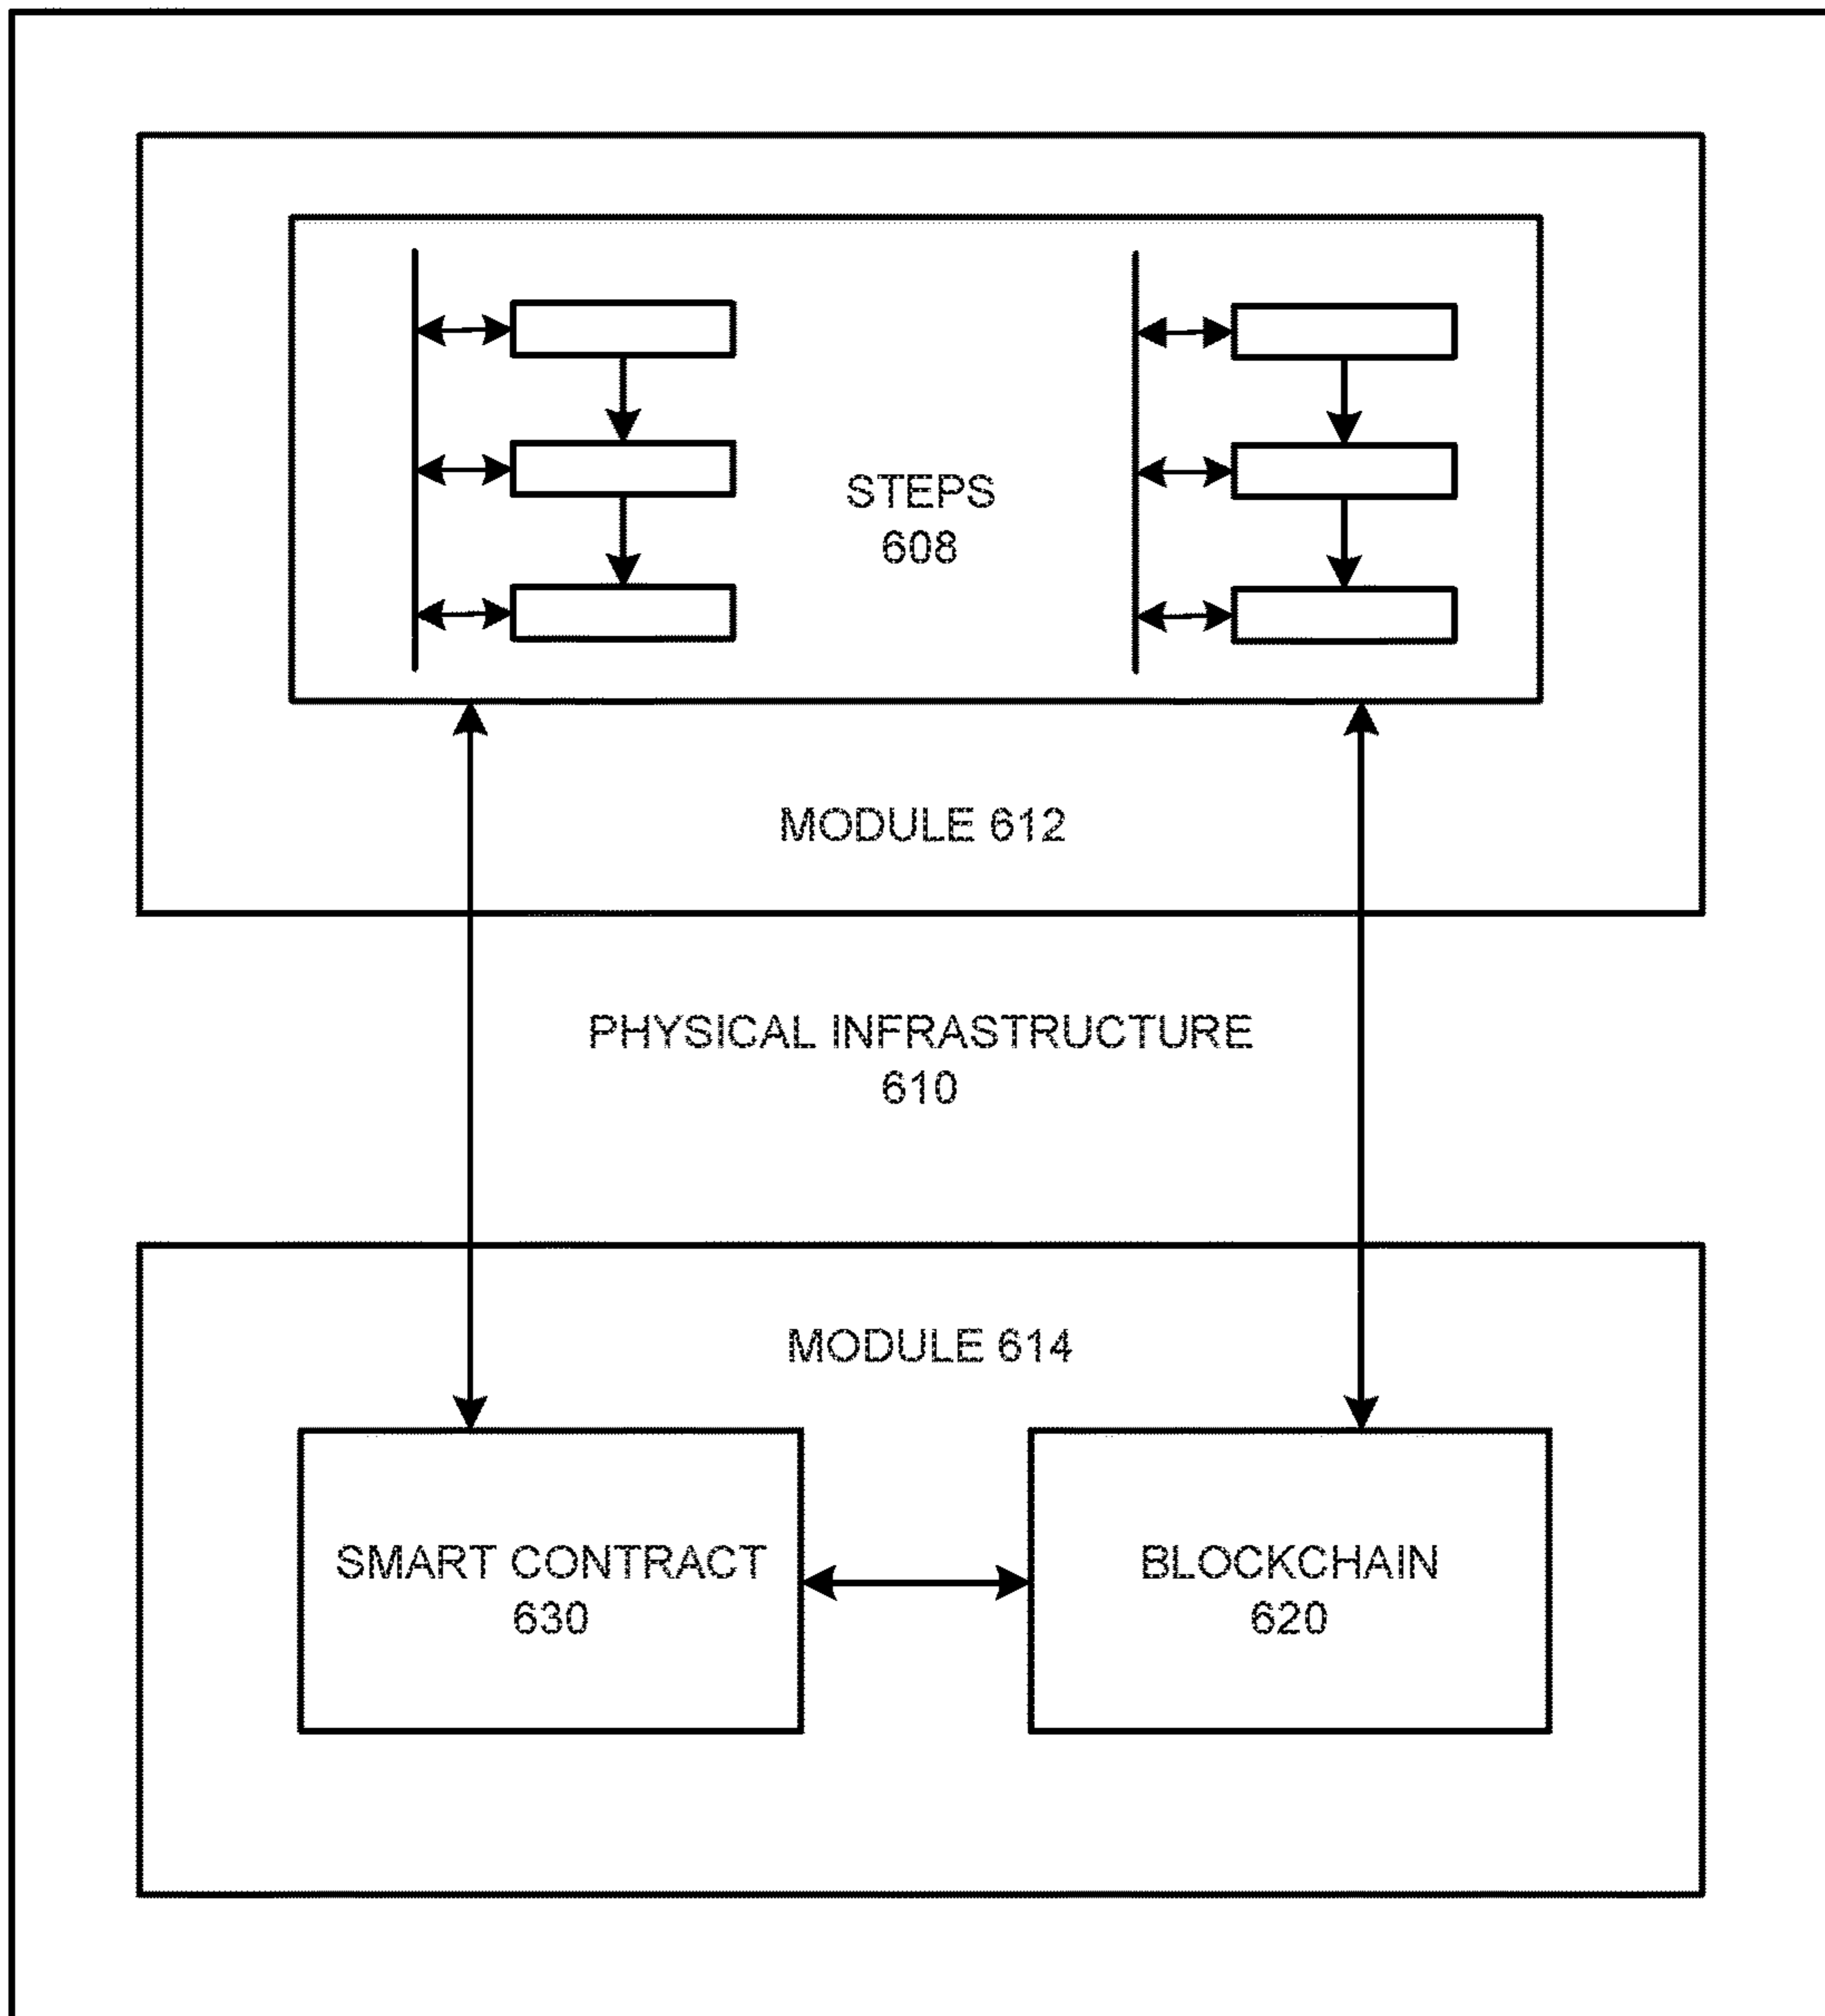 STEPS
608
MODULE 612
PHYSICAL INFRASTRUCTURE
610
MODULE 614
SMART CONTRACT
630
BLOCKCHAIN
620